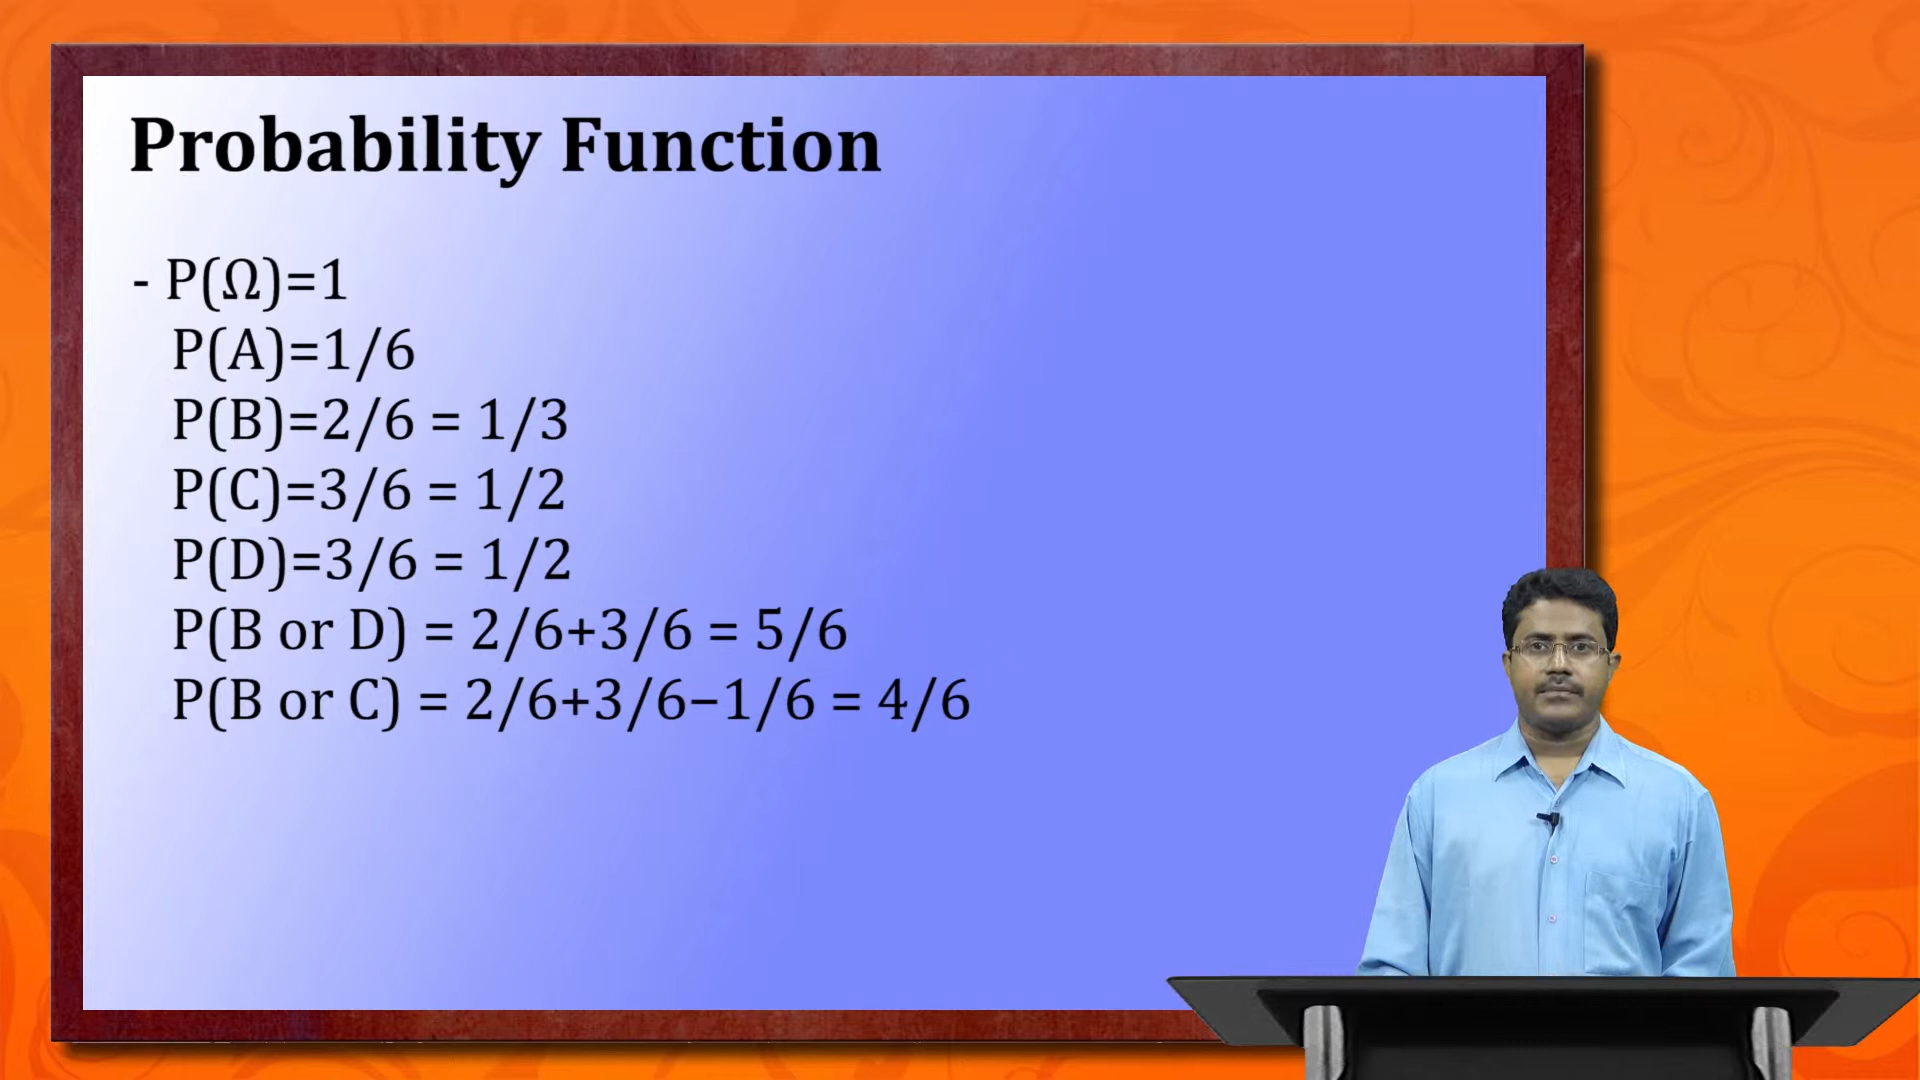 Probability Function
- P(Ω)=1
P(A)=1/6
P(B)=2/6 = 1/3
P(C)=3/6 = 1/2
P(D)=3/6 = 1/2
P(B or D) = 2/6+3/6 = 5/6
P(B or C) = 2/6+3/6−1/6 = 4/6